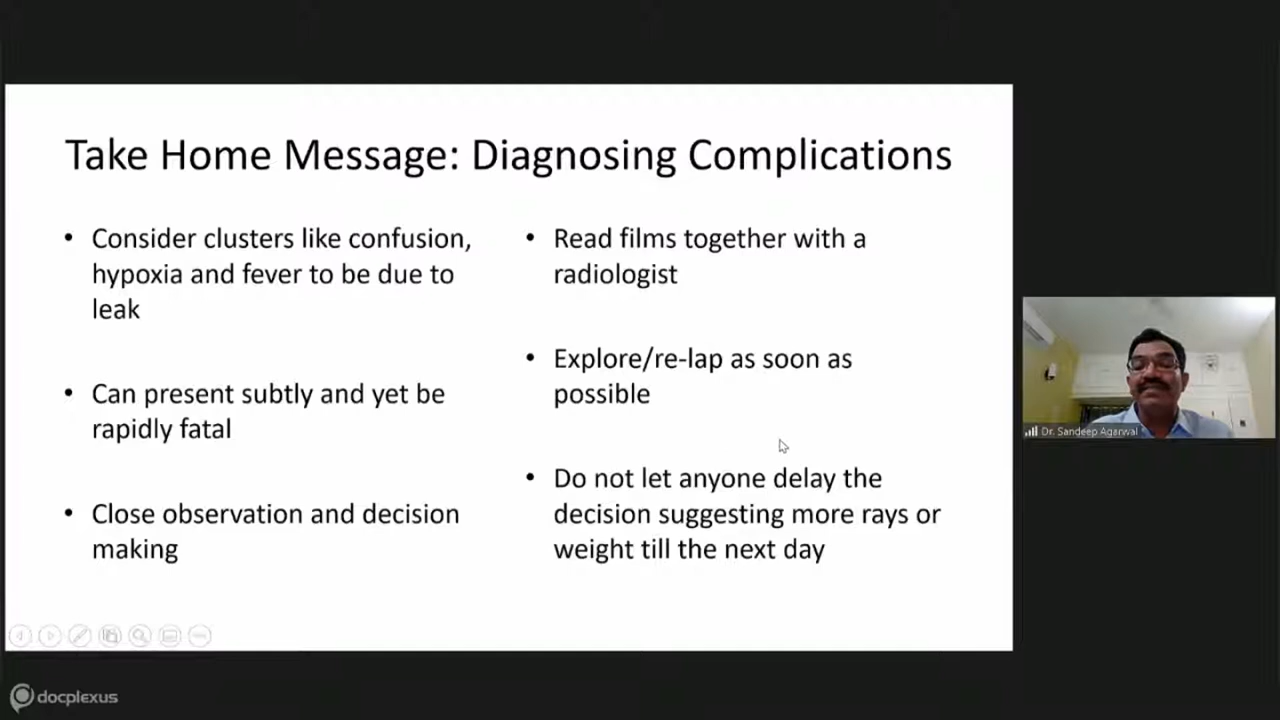 Take Home Message: Diagnosing Complications
• Consider clusters like confusion,
hypoxia and fever to be due to
leak
• Can present subtly and yet be
rapidly fatal
• Close observation and decision
making
• Read films together with a
radiologist
• Explore/re-lap as soon as
possible
• Do not let anyone delay the
decision suggesting more rays or
weight till the next day
Dr. Sandeep Agarwal
docplexus